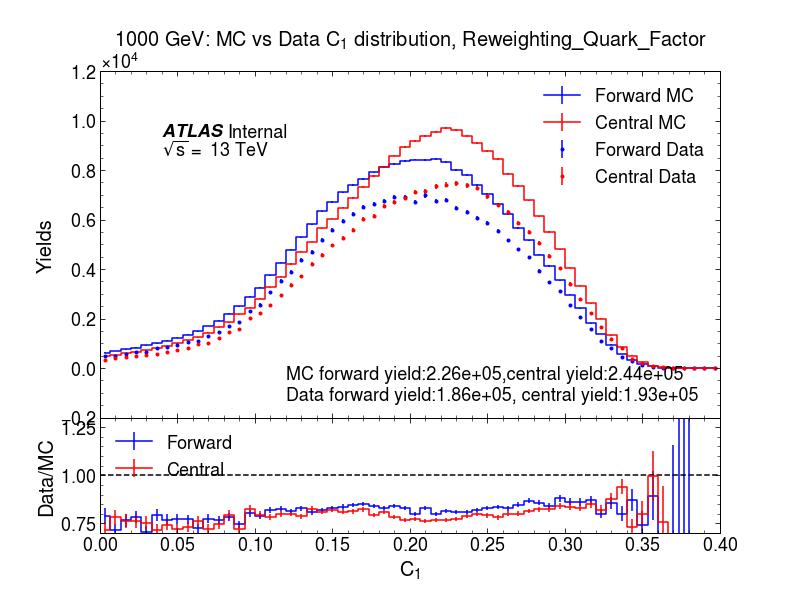 1000 GeV: MC vs Data C₁ distribution, Reweighting_Quark_Factor
×10⁴
1.2
1.0
0.8
0.6
0.4
0.2
0.0
0.2
Yields
ATLAS Internal
√s = 13 TeV
Forward MC
Central MC
Forward Data
Central Data
MC forward yield:2.26e+05,central yield:2.44e+05
Data forward yield:1.86e+05, central yield:1.93e+05
1.25
1.00
0.75
Data/MC
Forward
Central
0.00 0.05 0.10 0.15 0.20 0.25 0.30 0.35 0.40
C₁